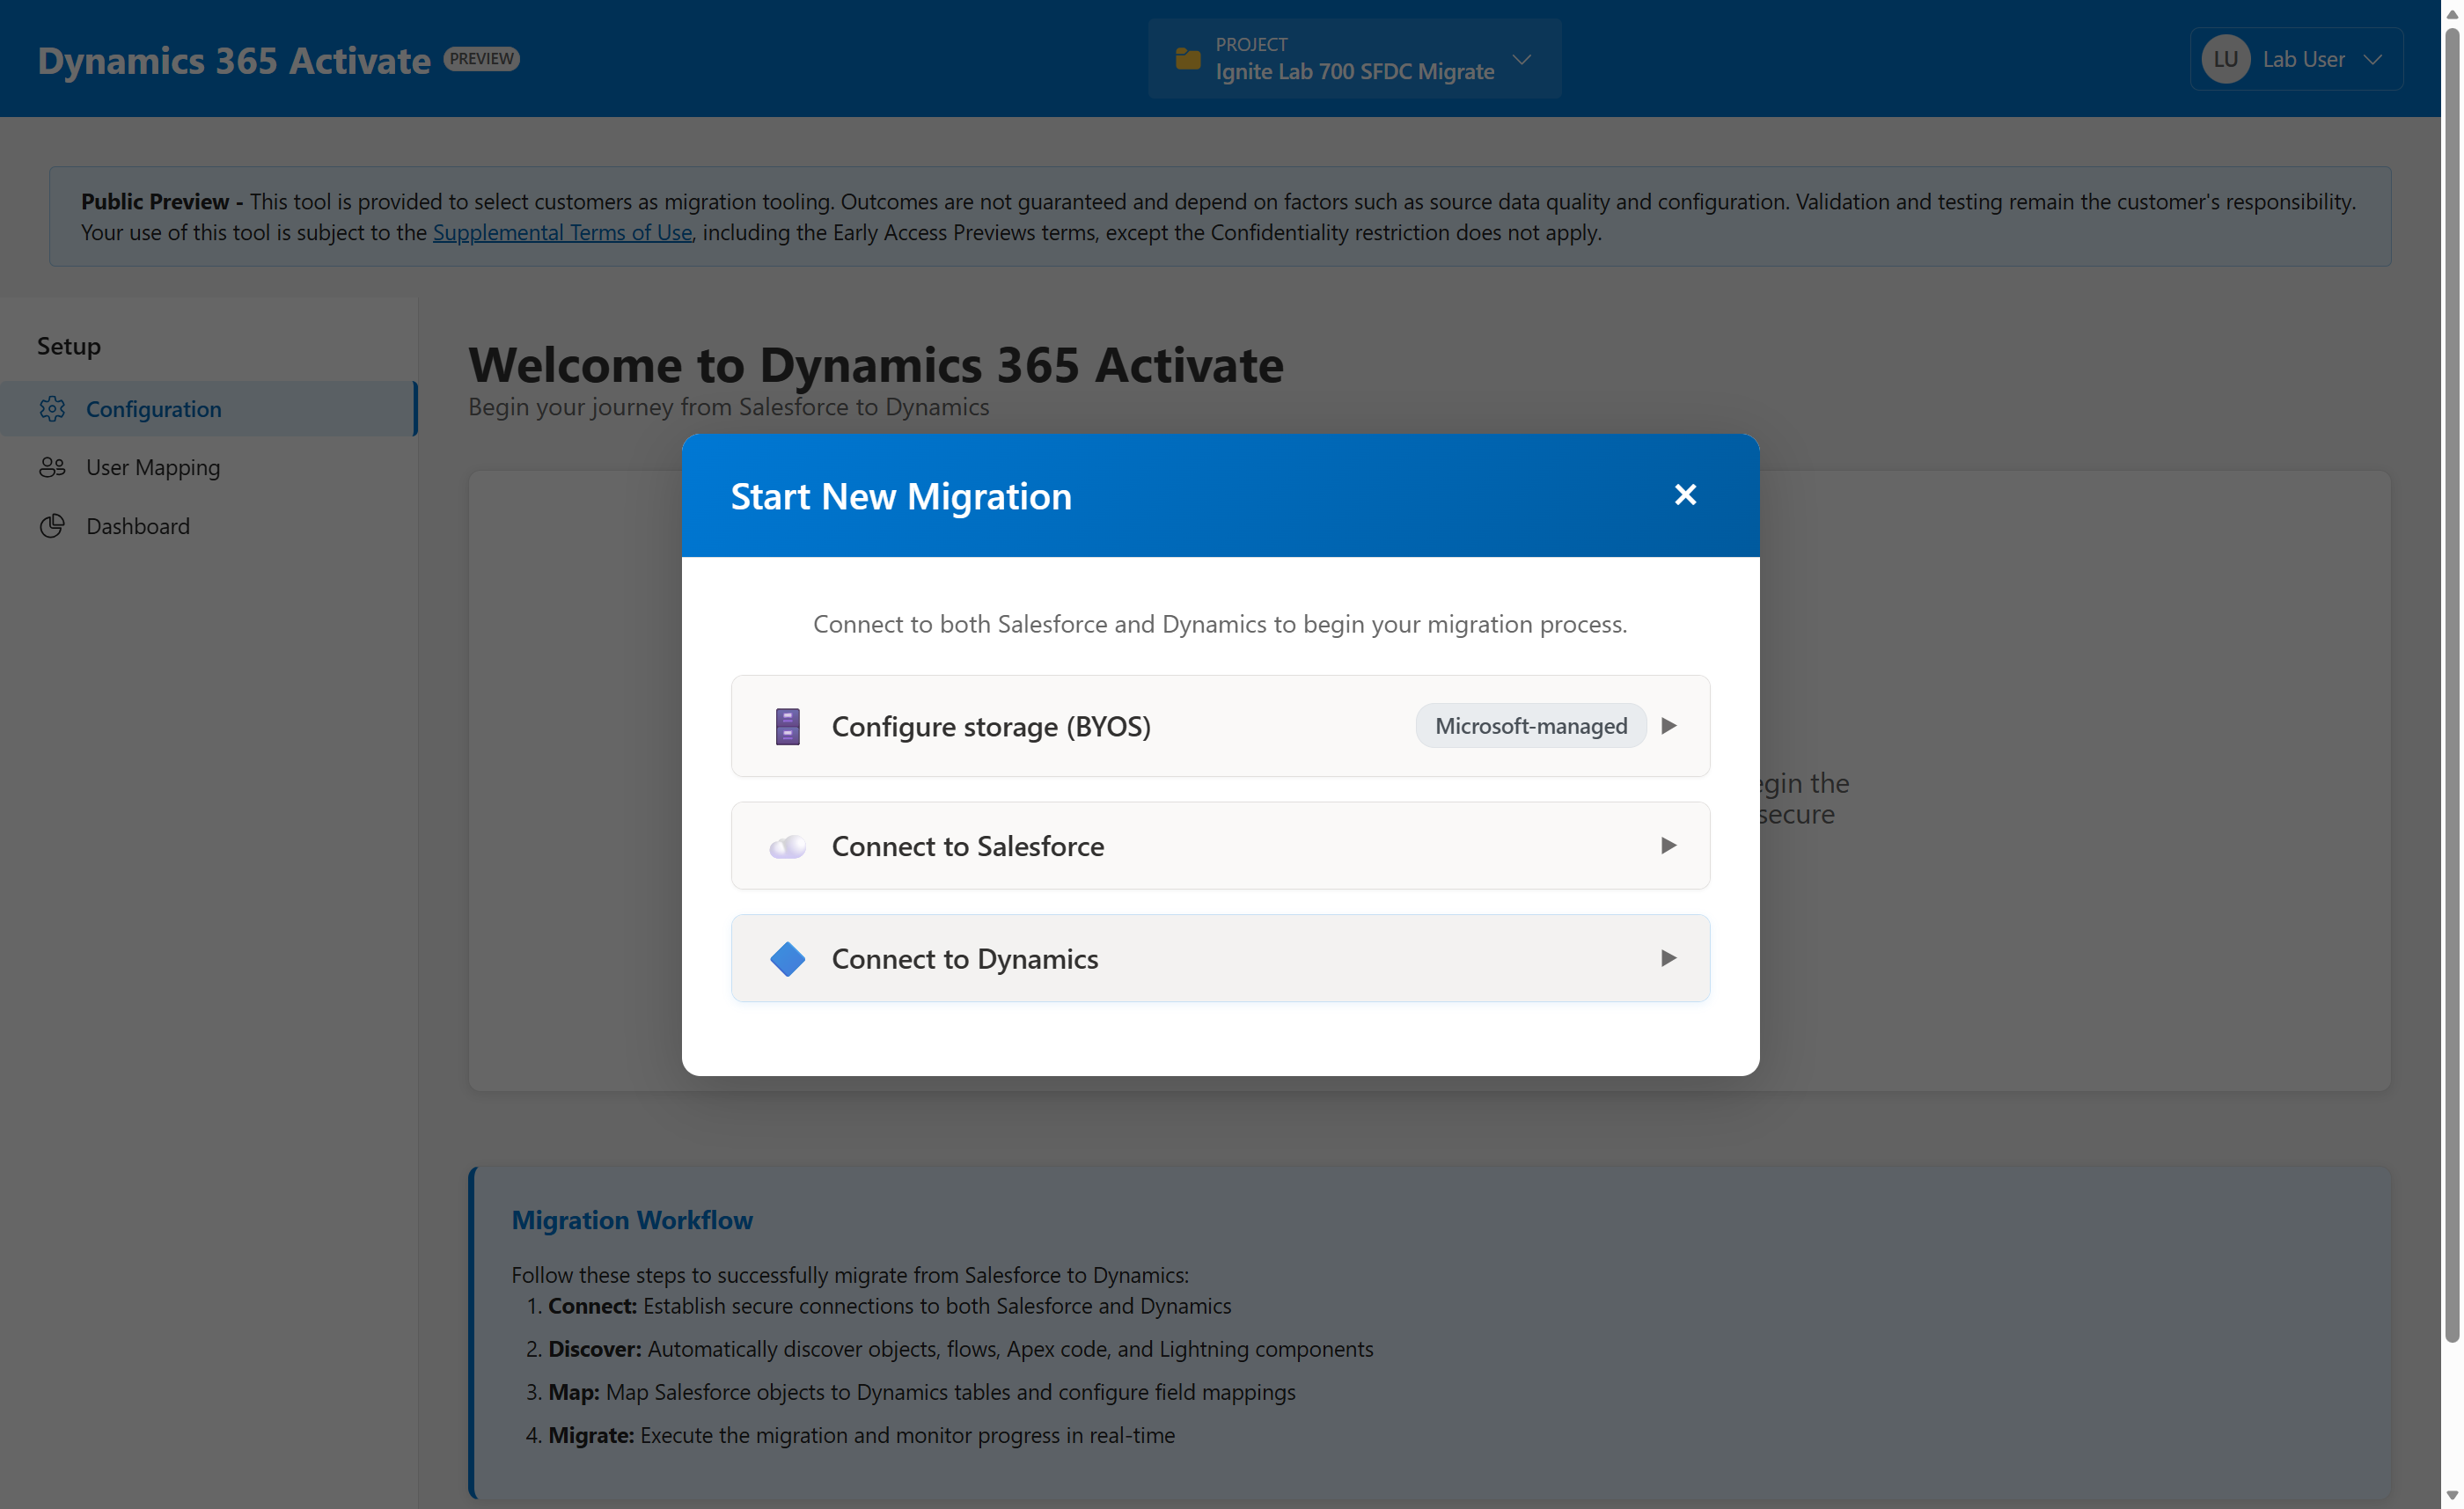 Dynamics 365 Activate PREVIEW
PROJECT
Ignite Lab 700 SFDC Migrate
LU Lab User
Public Preview - This tool is provided to select customers as migration tooling. Outcomes are not guaranteed and depend on factors such as source data quality and configuration. Validation and testing remain the customer's responsibility.
Your use of this tool is subject to the Supplemental Terms of Use, including the Early Access Previews terms, except the Confidentiality restriction does not apply.
Setup
Configuration
User Mapping
Dashboard
Welcome to Dynamics 365 Activate
Begin your journey from Salesforce to Dynamics
Start New Migration
Connect to both Salesforce and Dynamics to begin your migration process.
Configure storage (BYOS) Microsoft-managed
Connect to Salesforce
Connect to Dynamics
the
secure
Migration Workflow
Follow these steps to successfully migrate from Salesforce to Dynamics:
1. Connect: Establish secure connections to both Salesforce and Dynamics
2. Discover: Automatically discover objects, flows, Apex code, and Lightning components
3. Map: Map Salesforce objects to Dynamics tables and configure field mappings
4. Migrate: Execute the migration and monitor progress in real-time